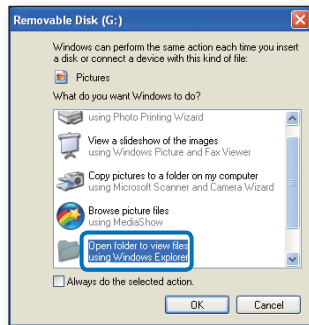 Removable Disk (G:)
Windows can perform the same action each time you insert
a disk or connect a device with this kind of file:
Pictures
What do you want Windows to do?
using Photo Printing Wizard
View a slideshow of the images
using Windows Picture and Fax Viewer
Copy pictures to a folder on my computer
using Microsoft Scanner and Camera Wizard
Browse picture files
using MediaShow
Open folder to view files
using Windows Explorer
Always do the selected action.
OK
Cancel